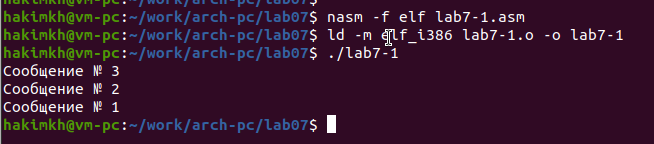 hakimkh@vm-pc:~/work/arch-pc/lab07$ nasm -f elf lab7-1.asm
hakimkh@vm-pc:~/work/arch-pc/lab07$ ld -m elf_i386 lab7-1.o -o lab7-1
hakimkh@vm-pc:~/work/arch-pc/lab07$ ./lab7-1
Сообщение № 3
Сообщение № 2
Сообщение № 1
hakimkh@vm-pc:~/work/arch-pc/lab07$